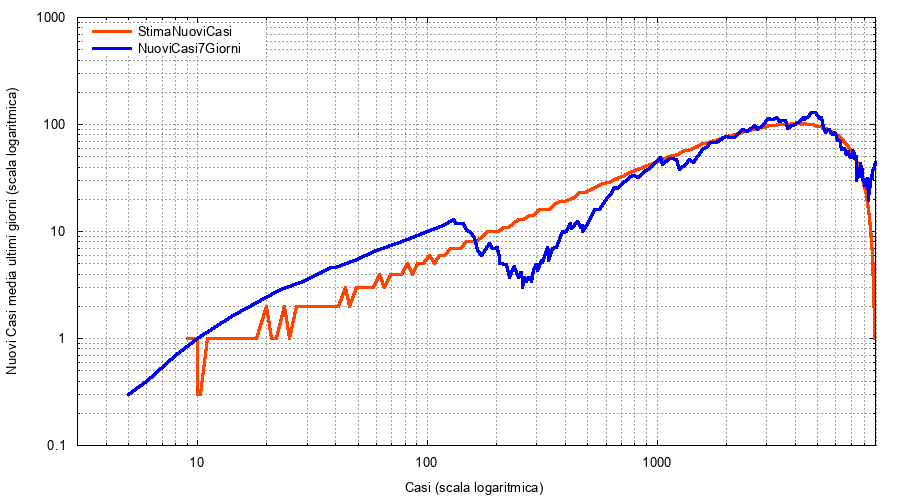 1000
StimaNuoviCasi
NuoviCasi7Giorni
100
10
1
0.1
Nuovi Casi media ultimi giorni (scala logaritmica)
10
100
1000
Casi (scala logaritmica)